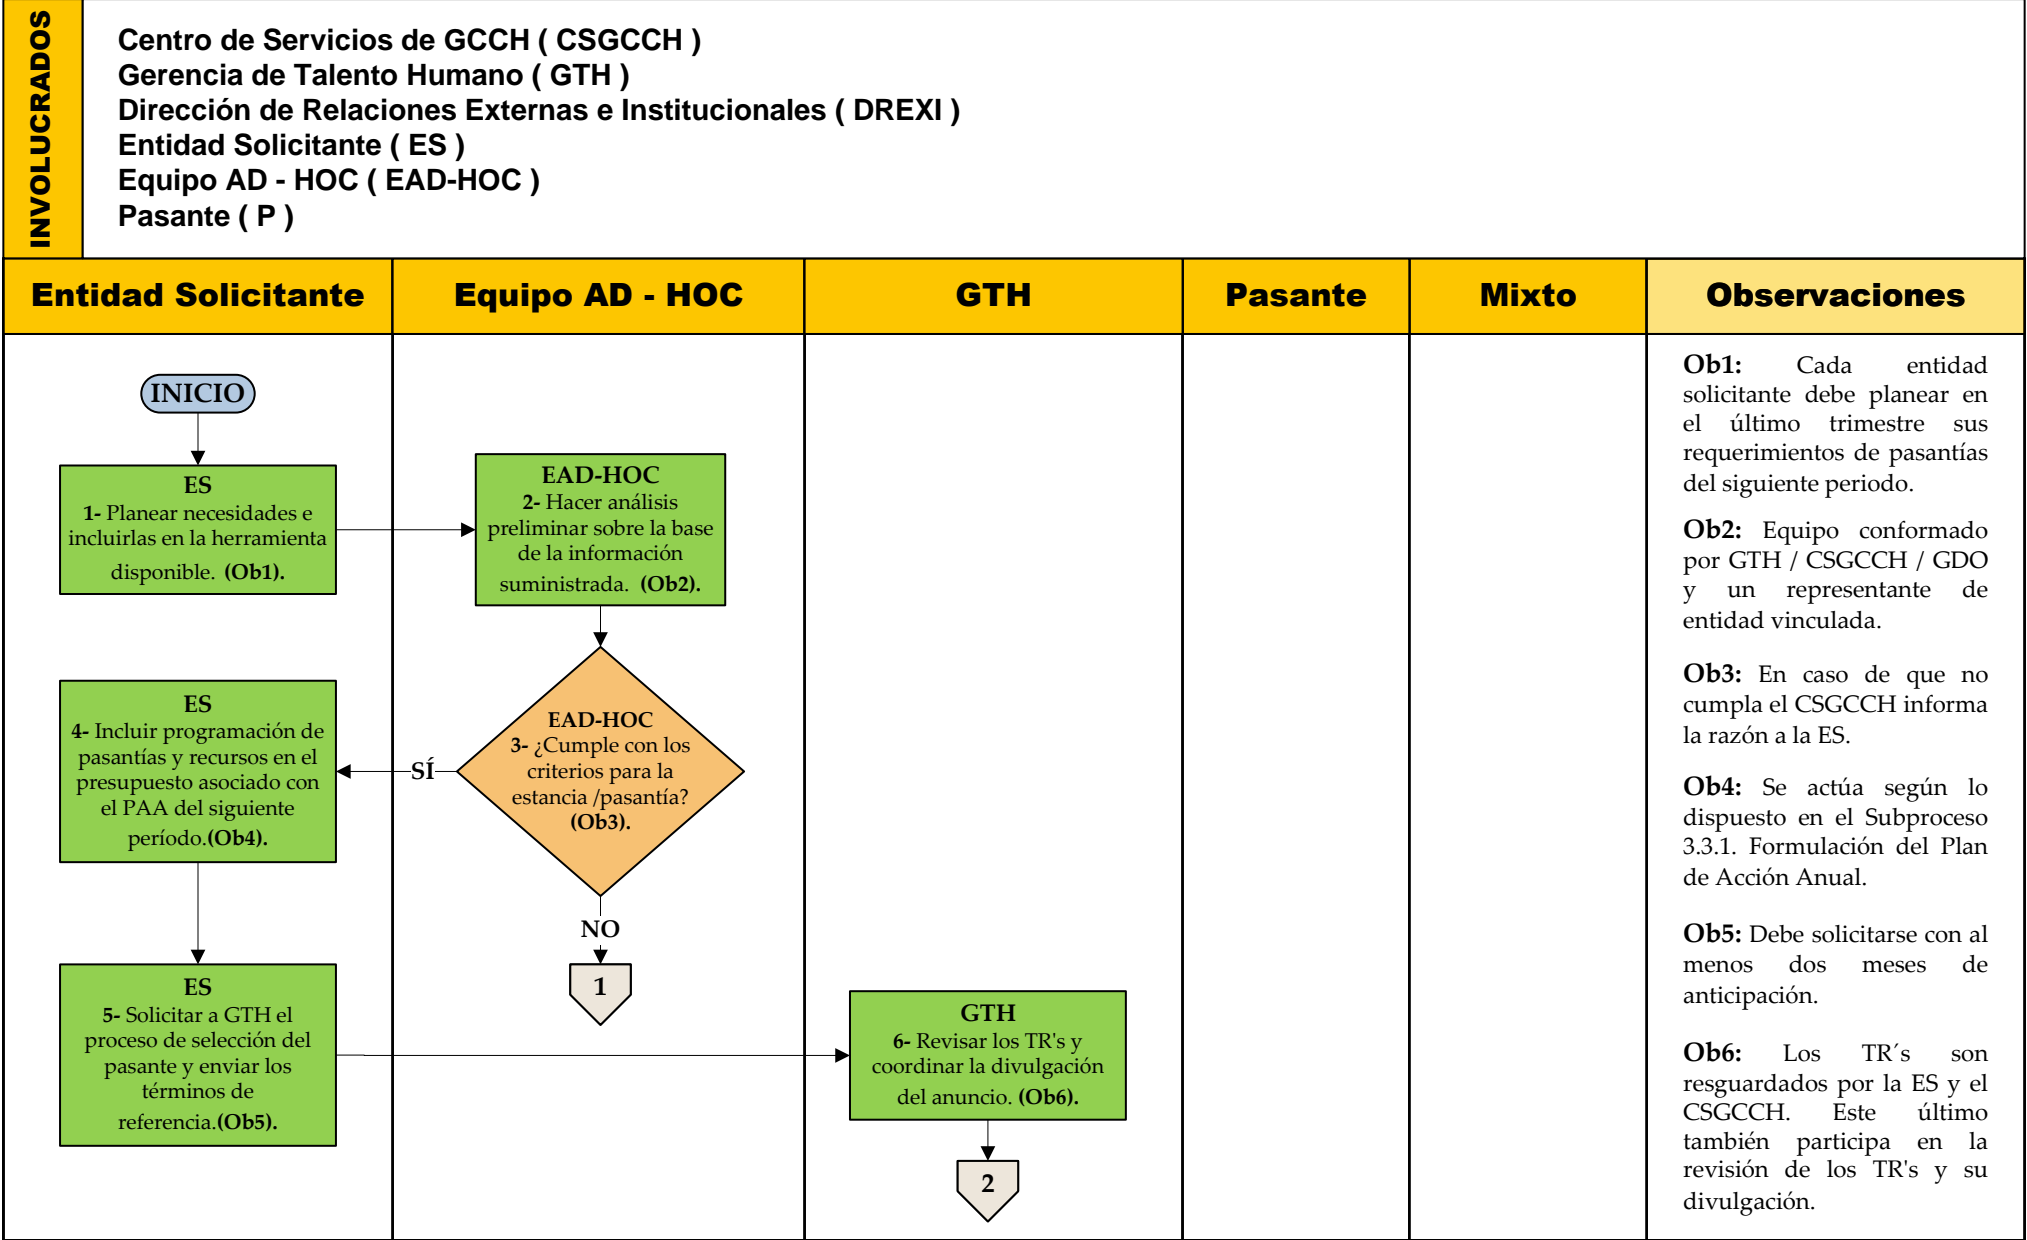 INVOLUCRADOS
Centro de Servicios de GCCH ( CSGCCH )
Gerencia de Talento Humano ( GTH )
Dirección de Relaciones Externas e Institucionales ( DREXI )
Entidad Solicitante ( ES )
Equipo AD - HOC ( EAD-HOC )
Pasante ( P )
Entidad Solicitante
Equipo AD - HOC
GTH
Pasante
Mixto
Observaciones
INICIO
ES
1- Planear necesidades e
incluirlas en la herramienta
disponible. (Ob1).
EAD-HOC
2- Hacer análisis
preliminar sobre la base
de la información
suministrada. (Ob2).
EAD-HOC
3- ¿Cumple con los
criterios para la
estancia /pasantía?
(Ob3).
SÍ
NO
1
ES
4- Incluir programación de
pasantías y recursos en el
presupuesto asociado con
el PAA del siguiente
período.(Ob4).
ES
5- Solicitar a GTH el
proceso de selección del
pasante y enviar los
términos de
referencia.(Ob5).
GTH
6- Revisar los TR's y
coordinar la divulgación
del anuncio. (Ob6).
2
Ob1: Cada entidad
solicitante debe planear en
el último trimestre sus
requerimientos de pasantías
del siguiente periodo.
Ob2: Equipo conformado
por GTH / CSGCCH / GDO
y un representante de
entidad vinculada.
Ob3: En caso de que no
cumpla el CSGCCH informa
la razón a la ES.
Ob4: Se actúa según lo
dispuesto en el Subproceso
3.3.1. Formulación del Plan
de Acción Anual.
Ob5: Debe solicitarse con al
menos dos meses de
anticipación.
Ob6: Los TR´s son
resguardados por la ES y el
CSGCCH. Este último
también participa en la
revisión de los TR's y su
divulgación.